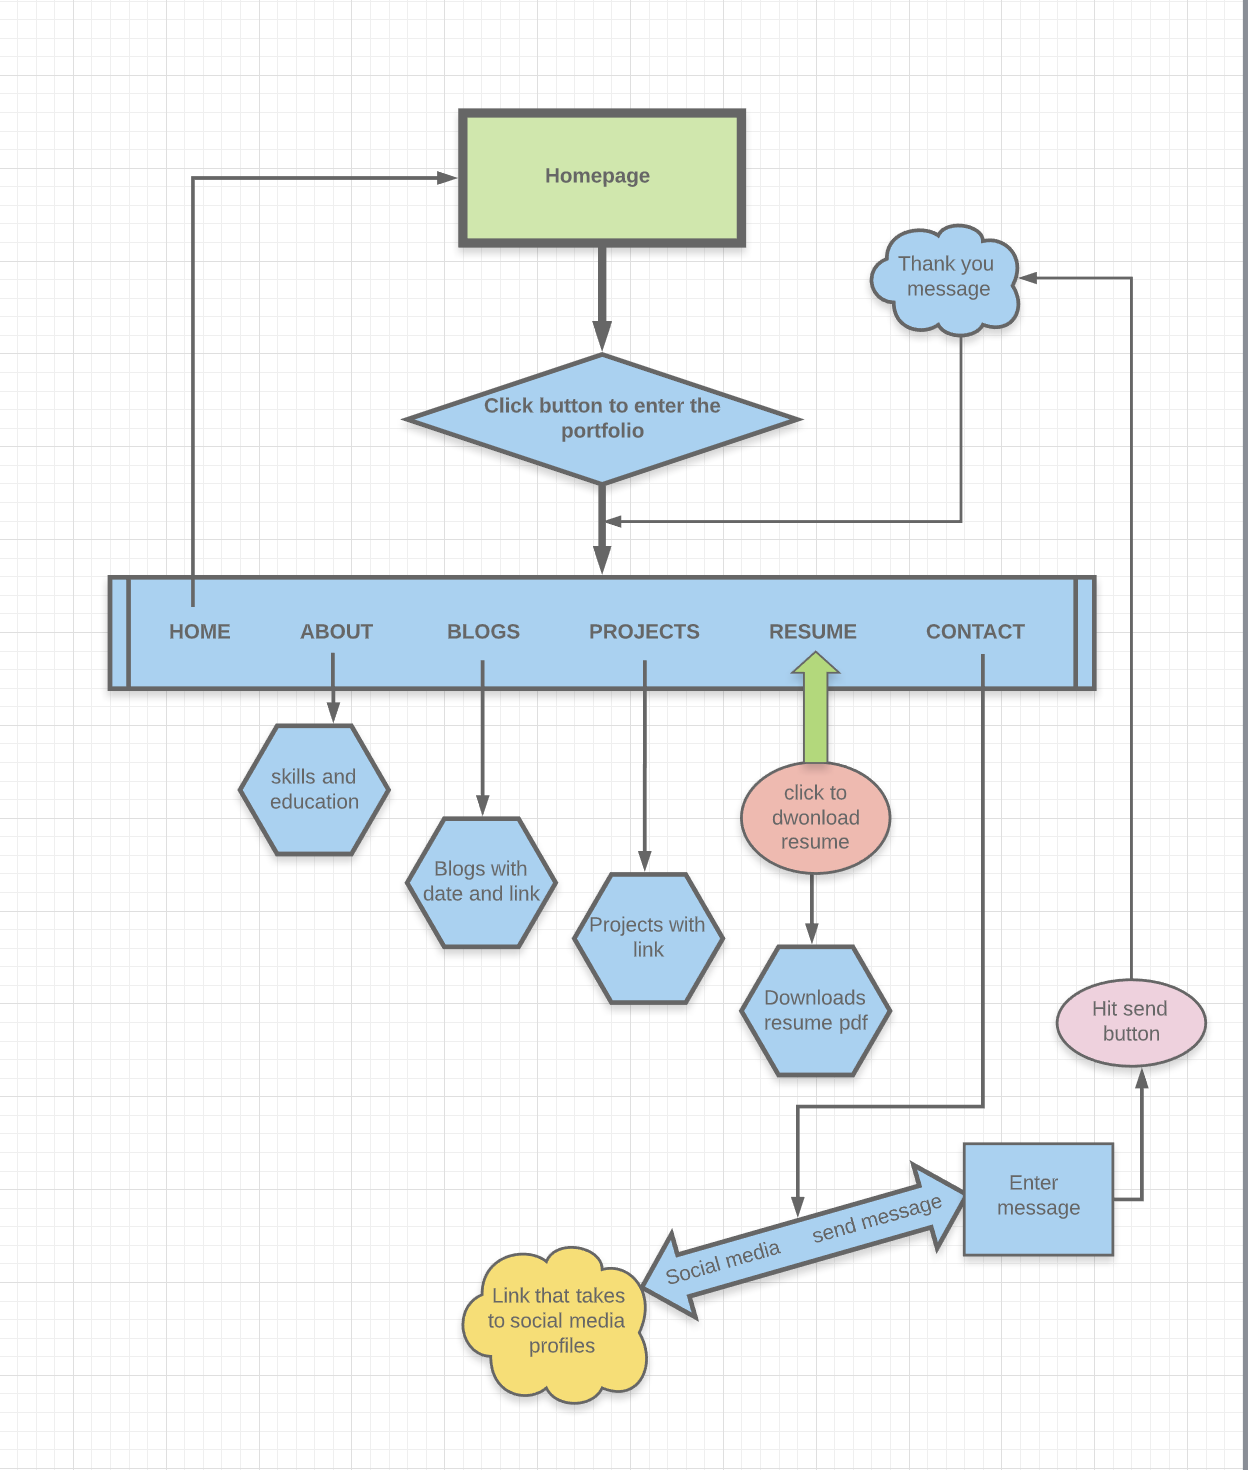 Homepage
Thank you
message
Click button to enter the
portfolio
HOME
ABOUT
BLOGS
PROJECTS
RESUME
CONTACT
skills and
education
Blogs with
date and link
Projects with
link
click to
dwonload
resume
Downloads
resume pdf
Hit send
button
Enter
message
Social media send message
Link that takes
to social media
profiles